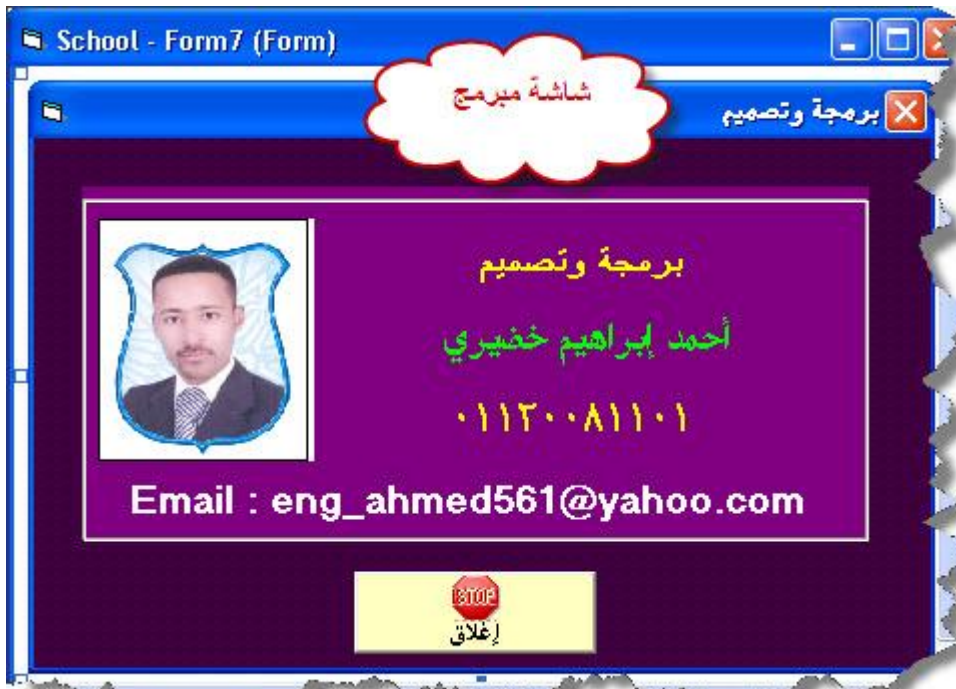 School - Form7 (Form)
شاشة مبرمج
برمجة وتصميم
برمجة وتصميم
أحمد إبراهيم خضيري
٠١١٢٠٠٨١١٠١
Email : eng_ahmed561@yahoo.com
STOP
إغلاق